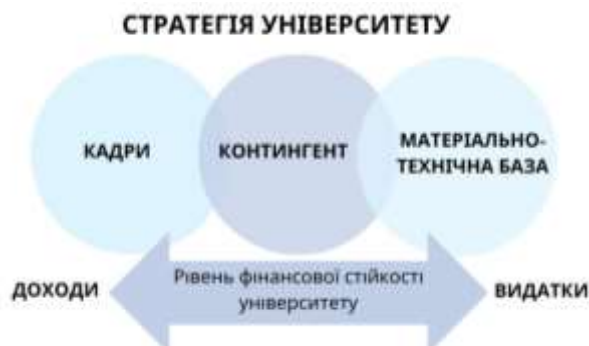 СТРАТЕГІЯ УНІВЕРСИТЕТУ
КАДРИ
КОНТИНГЕНТ
МАТЕРІАЛЬНО-
ТЕХНІЧНА БАЗА
ДОХОДИ
Рівень фінансової стійкості
університету
ВИДАТКИ